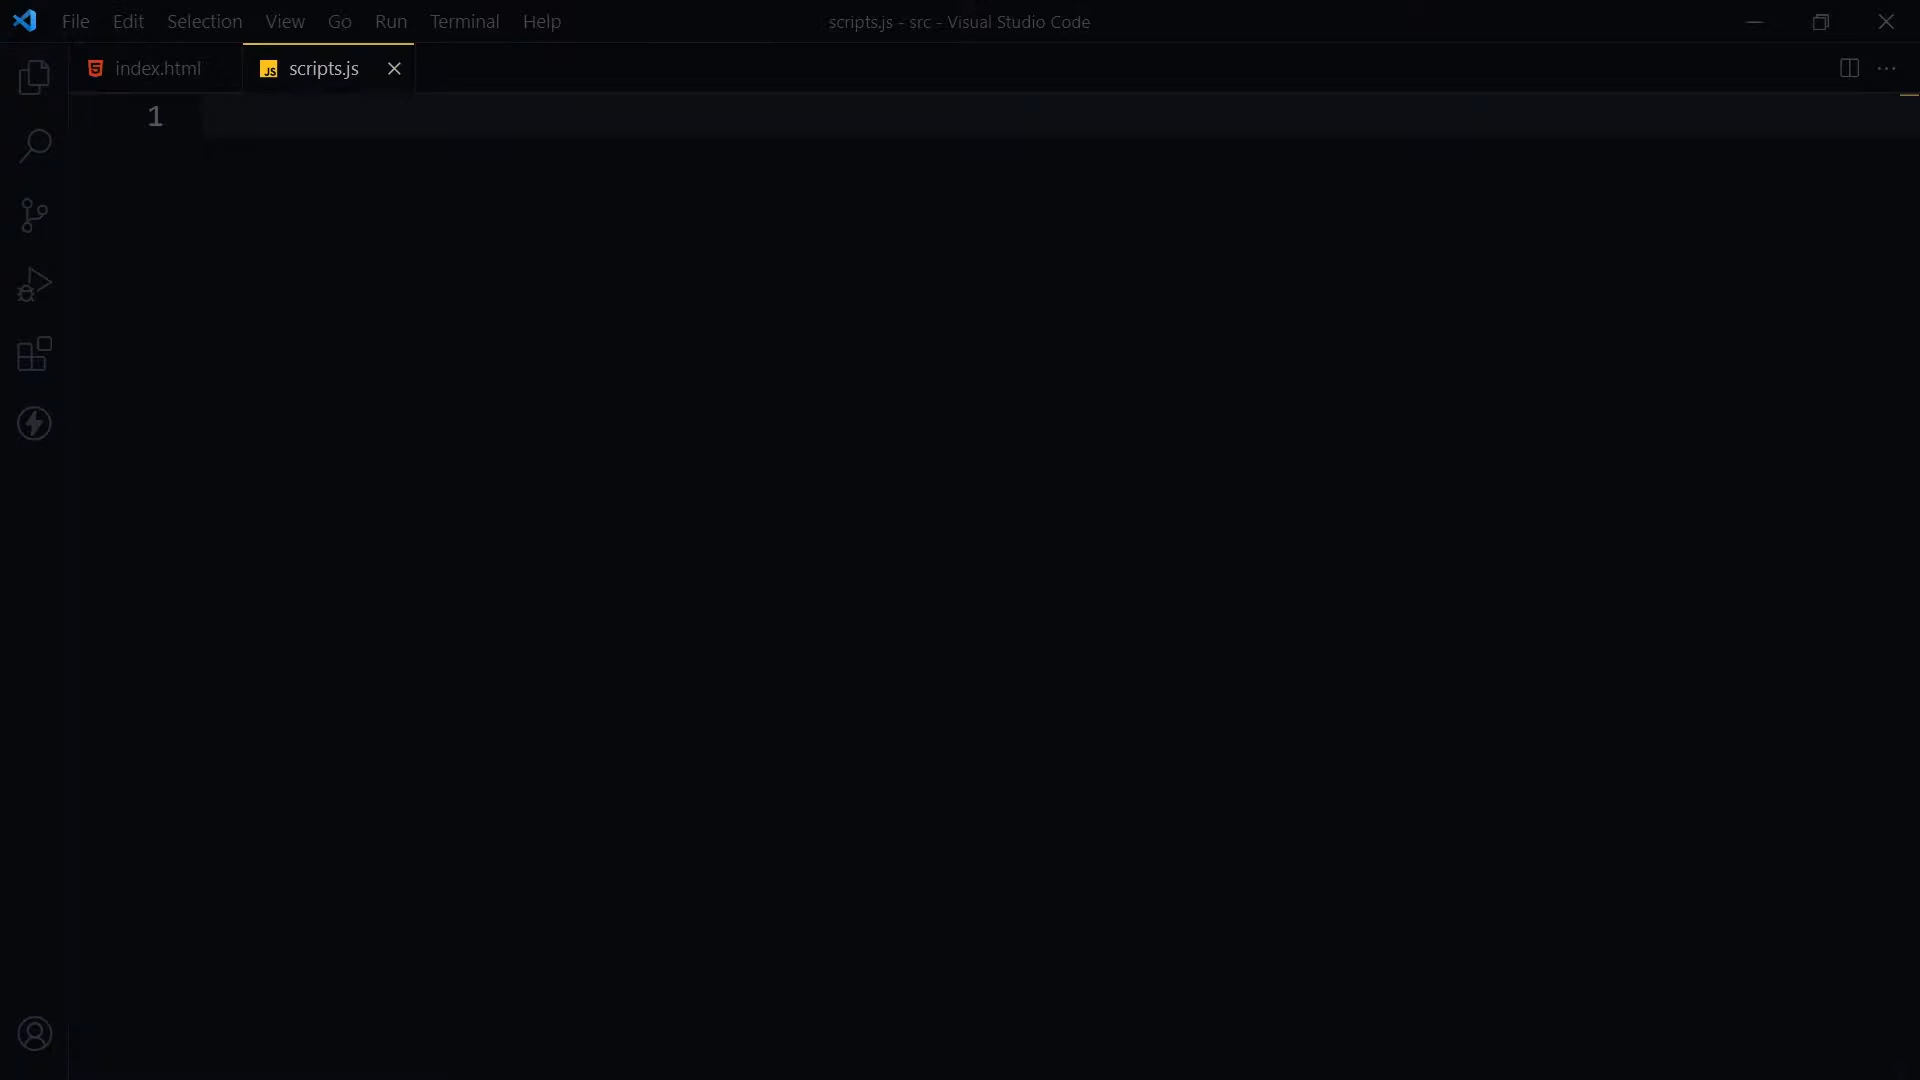 File Edit Selection View Go Run Terminal Help scripts.js - src - Visual Studio Code
index.html scripts.js
1